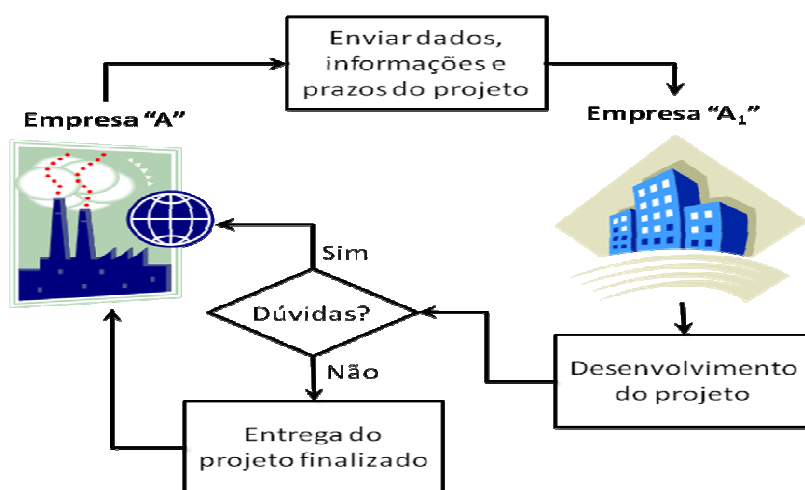 Enviar dados,
informações e
prazos do projeto
Empresa “A”
Empresa “A₁”
Sim
Dúvidas?
Não
Desenvolvimento
do projeto
Entrega do
projeto finalizado